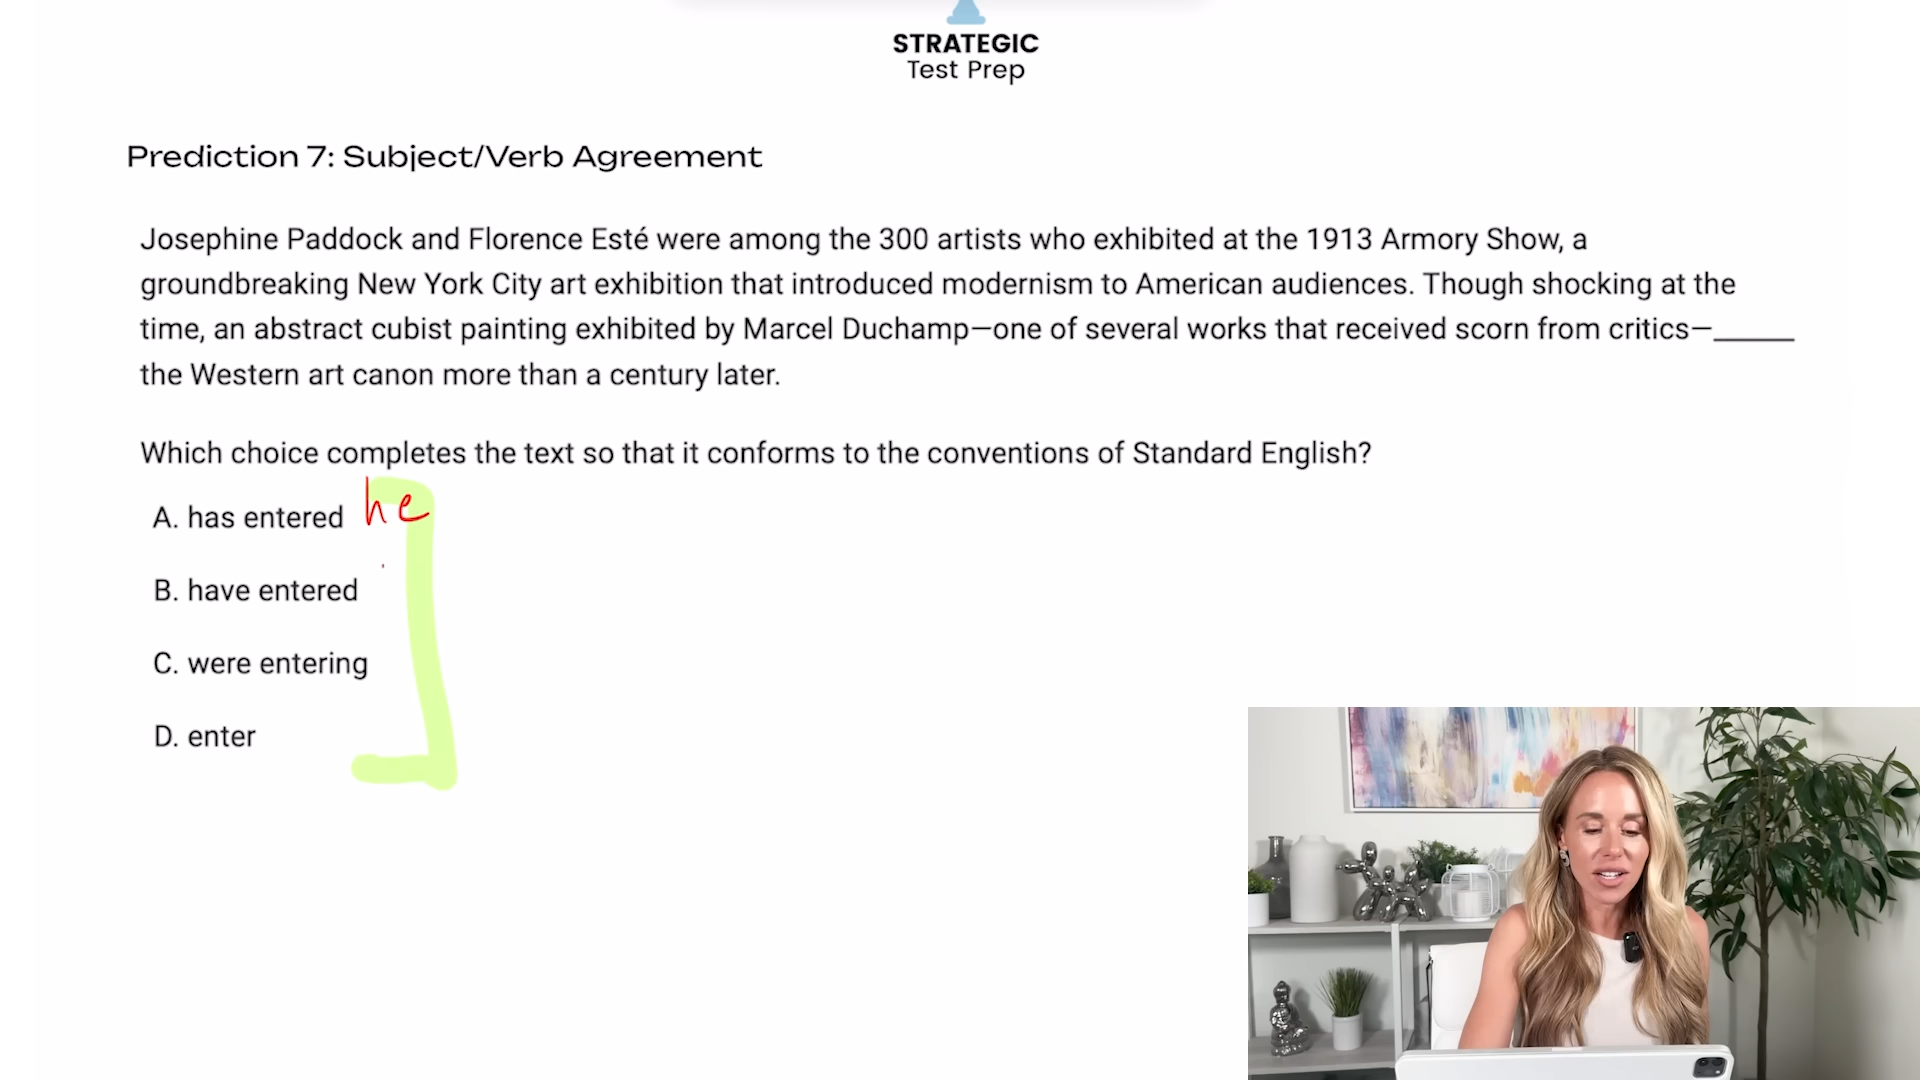 STRATEGIC
Test Prep
Prediction 7: Subject/Verb Agreement
Josephine Paddock and Florence Esté were among the 300 artists who exhibited at the 1913 Armory Show, a
groundbreaking New York City art exhibition that introduced modernism to American audiences. Though shocking at the
time, an abstract cubist painting exhibited by Marcel Duchamp—one of several works that received scorn from critics—______
the Western art canon more than a century later.
Which choice completes the text so that it conforms to the conventions of Standard English?
A. has entered he
B. have entered
C. were entering
D. enter